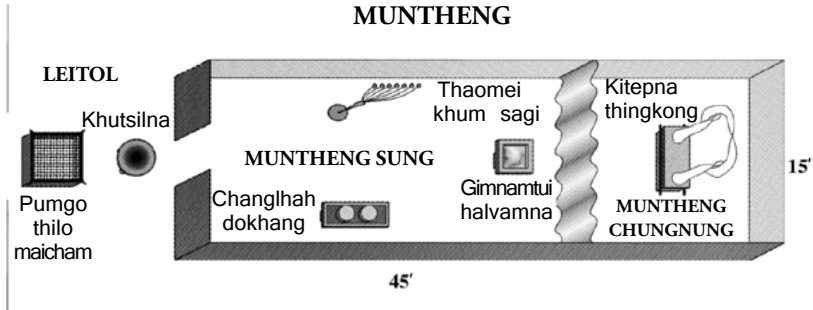 MUNTHENG
LEITOL
Khutsilna
Pumgo
thilo
maicham
MUNTHENG SUNG
Changlhah
dokhang
Thaomei
khum sagi
Gimnamtui
halvamna
Kitepna
thingkong
MUNTHENG
CHUNGNUNG
15'
45'